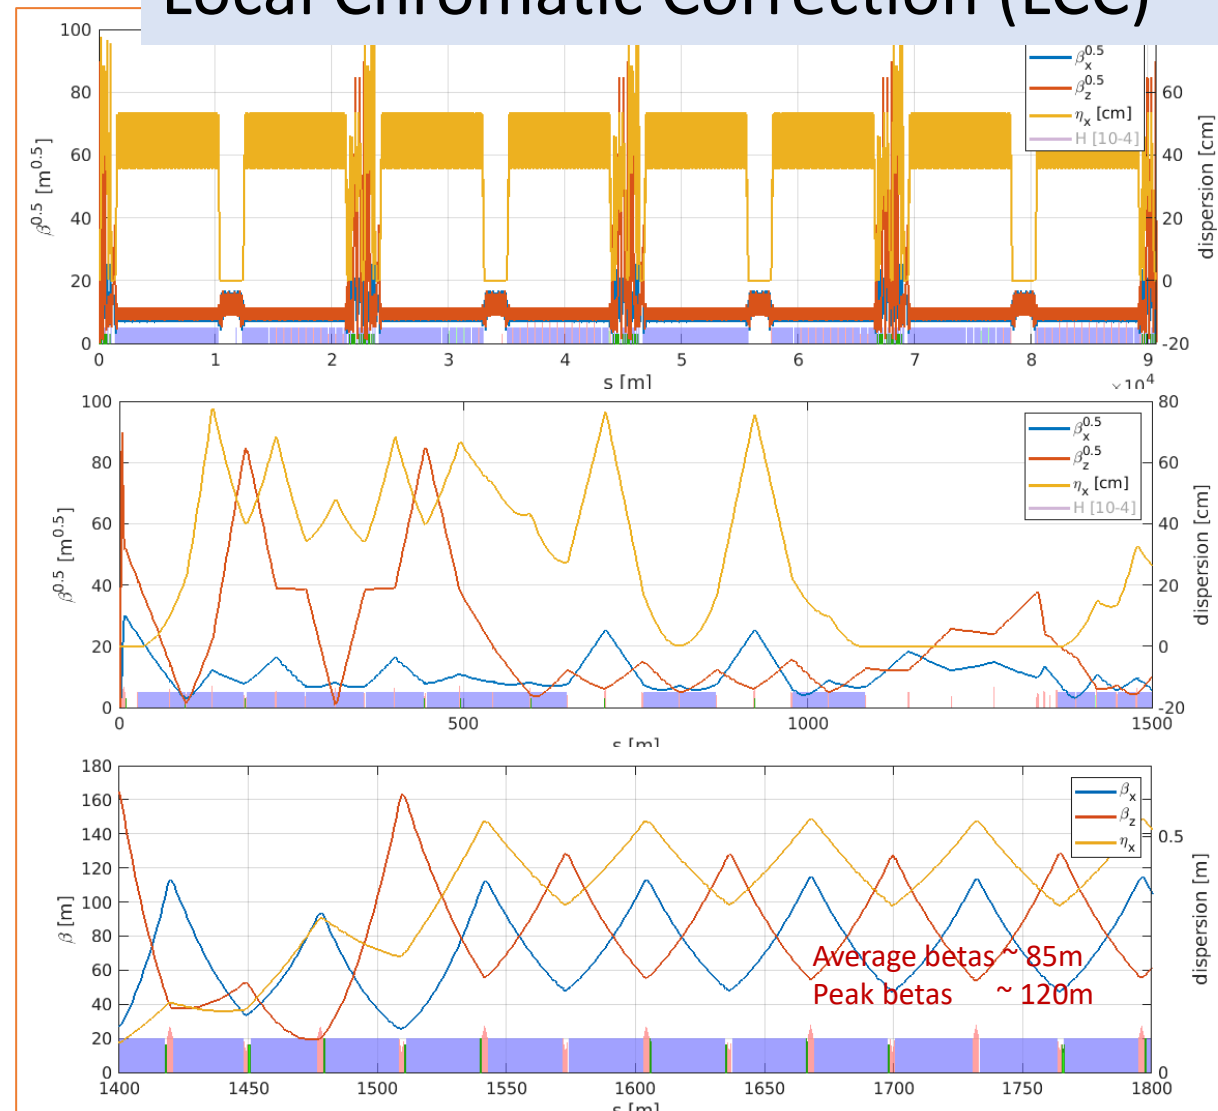 Local Chromatic Correction (LCC)
100
80
60
40
20
0
β^0.5 [m^0.5]
β_x^0.5
β_z^0.5
η_x [cm]
H [10-4]
60
40
20
0
-20
dispersion [cm]
0 1 2 3 4 5 6 7 8 9
s [m]
×10^4
100
80
60
40
20
0
β^0.5 [m^0.5]
β_x^0.5
β_z^0.5
η_x [cm]
H [10-4]
80
60
40
20
0
-20
dispersion [cm]
0 500 1000 1500
s [m]
180
160
140
120
100
80
60
40
20
0
β [m]
β_x
β_z
η_x
0.5
0
dispersion [m]
Average betas ~ 85m
Peak betas ~ 120m
1400 1450 1500 1550 1600 1650 1700 1750 1800
s [m]